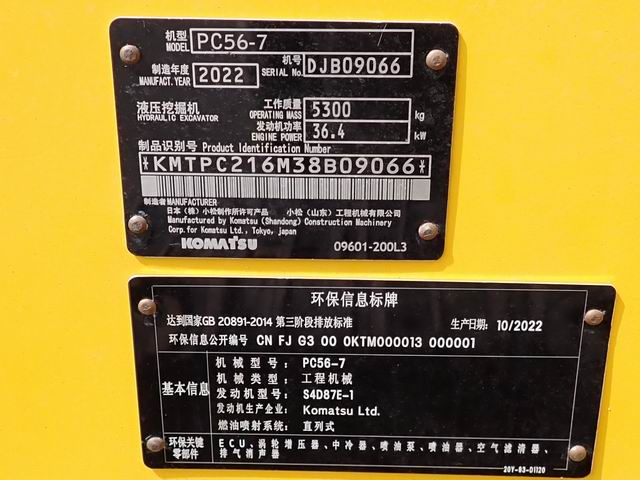 机型 MODEL PC56-7
机号 SERIAL No. DJB09066
制造年度 MANUFACT.YEAR 2022
液压挖掘机 HYDRAULIC EXCAVATOR
工作质量 OPERATING MASS 5300 kg
发动机功率 ENGINE POWER 36.4 kW
制品识别号 Product Identification Number
*KMTPC216M38B09066*
制造者 MANUFACTURER
日本（株）小松制作所许可产品 小松（山东）工程机械有限公司
Manufactured by Komatsu (Shandong) Construction Machinery
Corp.for Komatsu Ltd., Tokyo, japan
KOMATSU 09601-200L3
环保信息标牌
达到国家GB 20891-2014 第三阶段排放标准 生产日期: 10/2022
环保信息公开编号 CN FJ G3 00 0KTM000013 000001
基本信息
机械型号: PC56-7
机械类型: 工程机械
发动机型号: S4D87E-1
发动机生产企业: Komatsu Ltd.
燃油喷射系统: 直列式
环保关键零部件
ECU、涡轮增压器、中冷器、喷油泵、喷油器、空气滤清器、
排气消声器
20Y-93-D1120